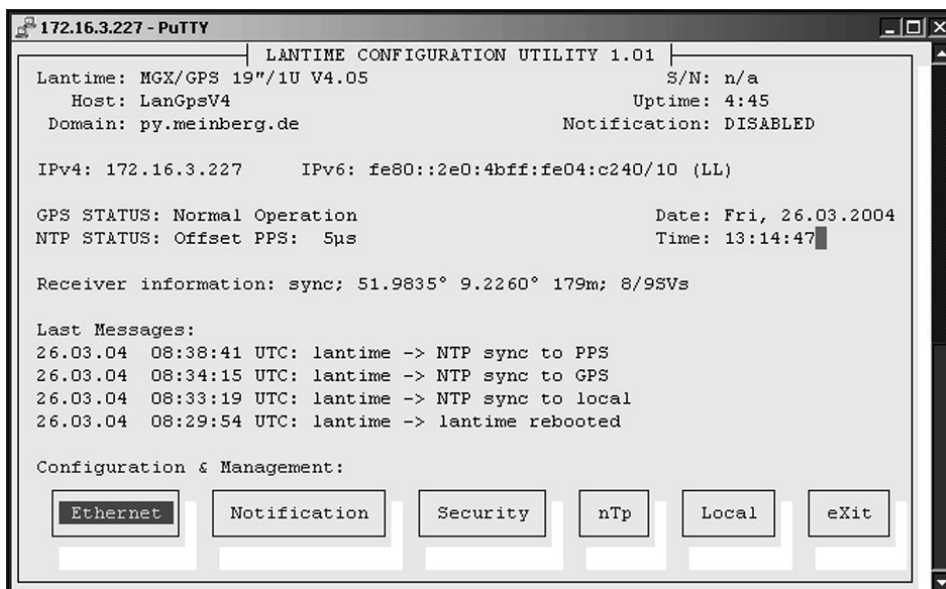 172.16.3.227 - PuTTY
LANTIME CONFIGURATION UTILITY 1.01
Lantime: MGX/GPS 19"/1U V4.05 S/N: n/a
Host: LanGpsV4 Uptime: 4:45
Domain: py.meinberg.de Notification: DISABLED
IPv4: 172.16.3.227 IPv6: fe80::2e0:4bff:fe04:c240/10 (LL)
GPS STATUS: Normal Operation Date: Fri, 26.03.2004
NTP STATUS: Offset PPS: 5µs Time: 13:14:47
Receiver information: sync; 51.9835° 9.2260° 179m; 8/9SVs
Last Messages:
26.03.04 08:38:41 UTC: lantime -> NTP sync to PPS
26.03.04 08:34:15 UTC: lantime -> NTP sync to GPS
26.03.04 08:33:19 UTC: lantime -> NTP sync to local
26.03.04 08:29:54 UTC: lantime -> lantime rebooted
Configuration & Management:
Ethernet Notification Security nTp Local eXit